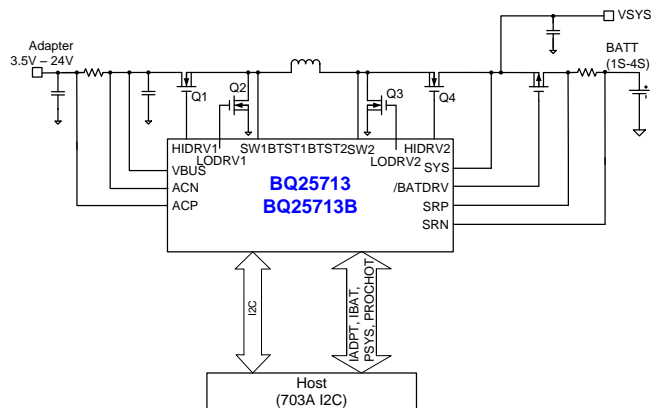 VSYS
Adapter
3.5V – 24V
BATT
(1S-4S)
Q1
Q2
Q3
Q4
HIDRV1
LODRV1
SW1
BTST1
BTST2
SW2
LODRV2
HIDRV2
VBUS
ACN
ACP
SYS
/BATDRV
SRP
SRN
BQ25713
BQ25713B
I2C
IADPT, IBAT,
PSYS, PROCHOT
Host
(703A I2C)